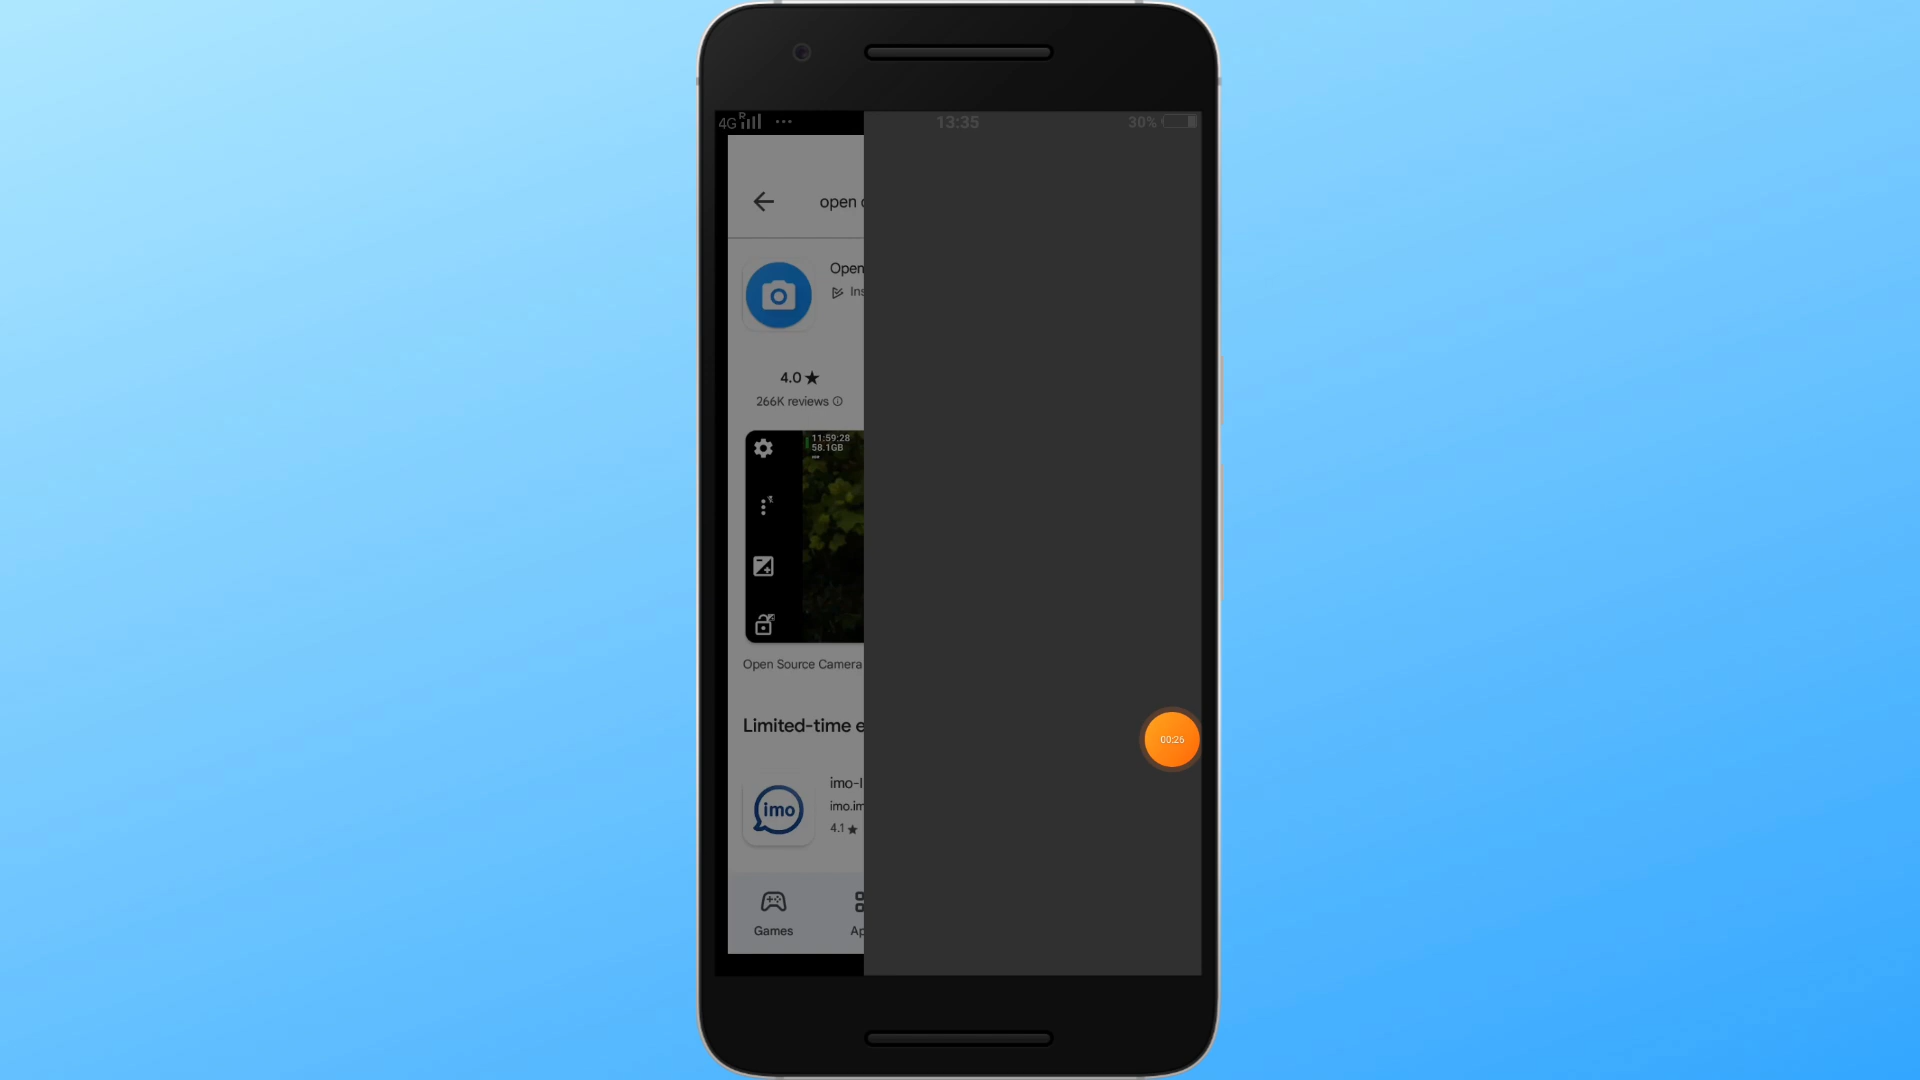 4G R 13:35 30%
open
Open
Ins
4.0★
266K reviews
11:59:28
58.1GB
Open Source Camera
Limited-time e
00:26
imo
imo-I
imo.im
4.1★
Games
Ap